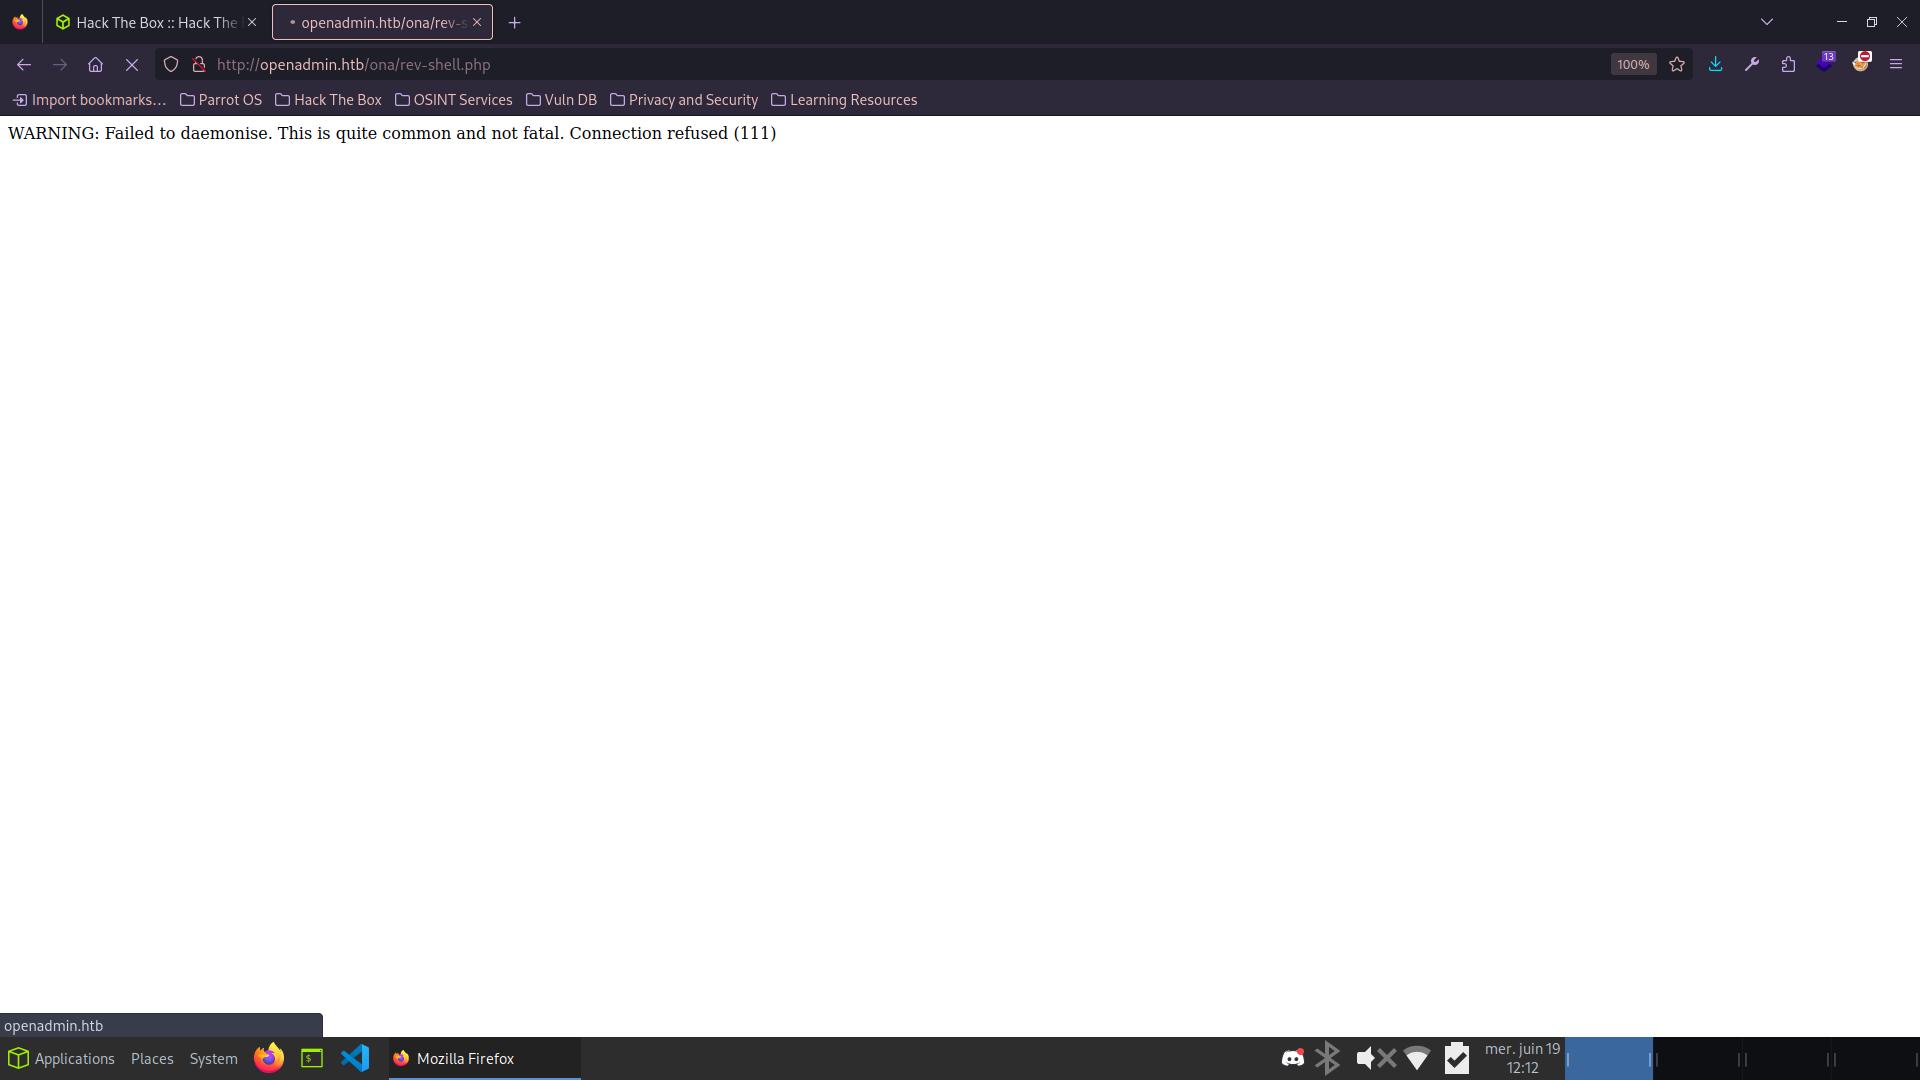 Hack The Box :: Hack The
openadmin.htb/ona/rev-s
http://openadmin.htb/ona/rev-shell.php
100%
13
Import bookmarks...
Parrot OS
Hack The Box
OSINT Services
Vuln DB
Privacy and Security
Learning Resources
WARNING: Failed to daemonise. This is quite common and not fatal. Connection refused (111)
openadmin.htb
Applications
Places
System
$
Mozilla Firefox
mer. juin 19
12:12